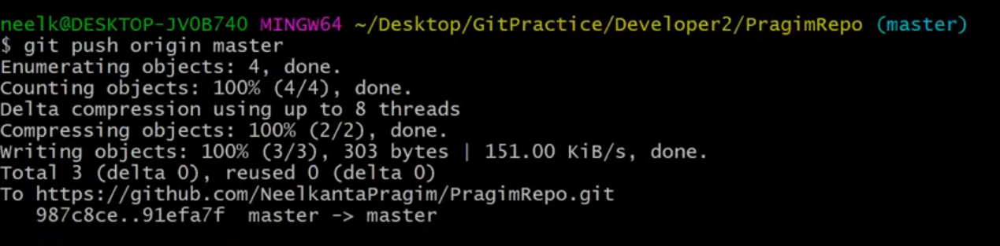 neelk@DESKTOP-JV0B740 MINGW64 ~/Desktop/GitPractice/Developer2/PragimRepo (master)
$ git push origin master
Enumerating objects: 4, done.
Counting objects: 100% (4/4), done.
Delta compression using up to 8 threads
Compressing objects: 100% (2/2), done.
Writing objects: 100% (3/3), 303 bytes | 151.00 KiB/s, done.
Total 3 (delta 0), reused 0 (delta 0)
To https://github.com/NeelkantaPragim/PragimRepo.git
   987c8ce..91efa7f  master -> master